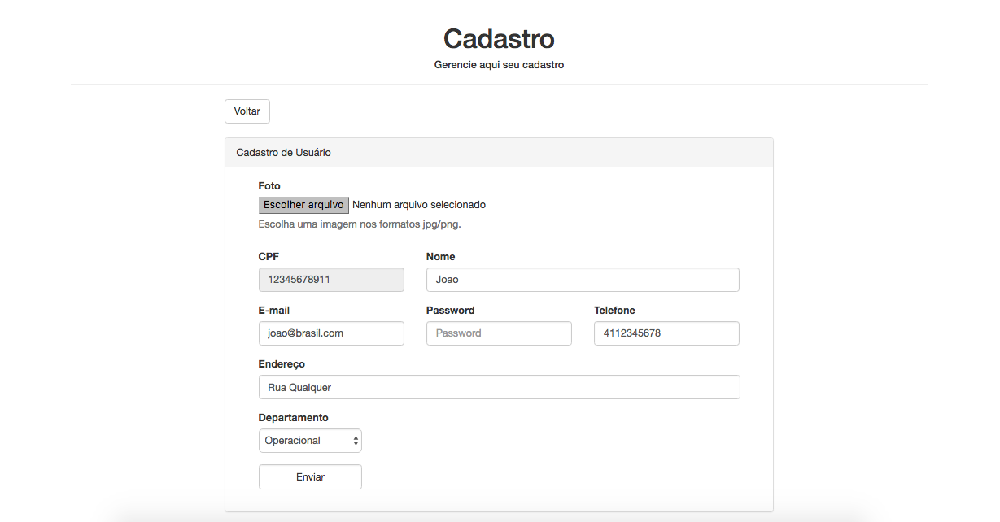 Cadastro
Gerencie aqui seu cadastro
Voltar
Cadastro de Usuário
Foto
Escolher arquivo Nenhum arquivo selecionado
Escolha uma imagem nos formatos jpg/png.
CPF Nome
12345678911 Joao
E-mail Password Telefone
joao@brasil.com Password 4112345678
Endereço
Rua Qualquer
Departamento
Operacional
Enviar